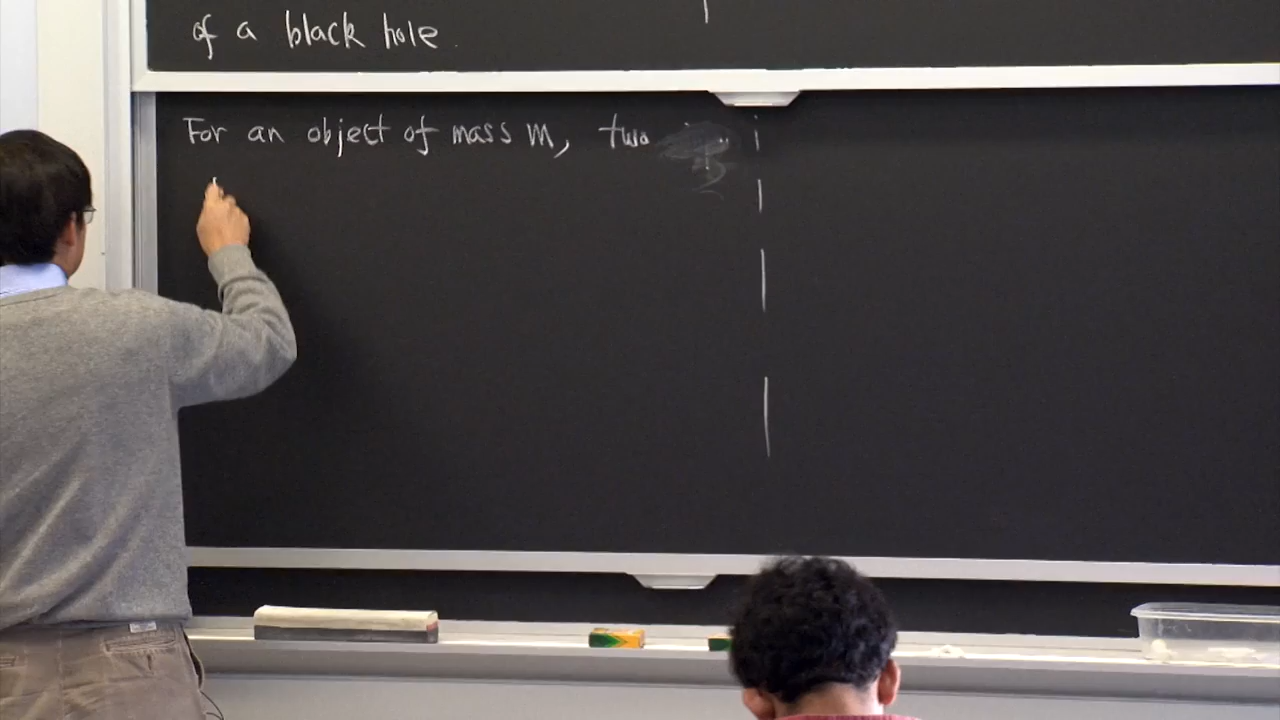 of a black hole.
For an object of mass m, two